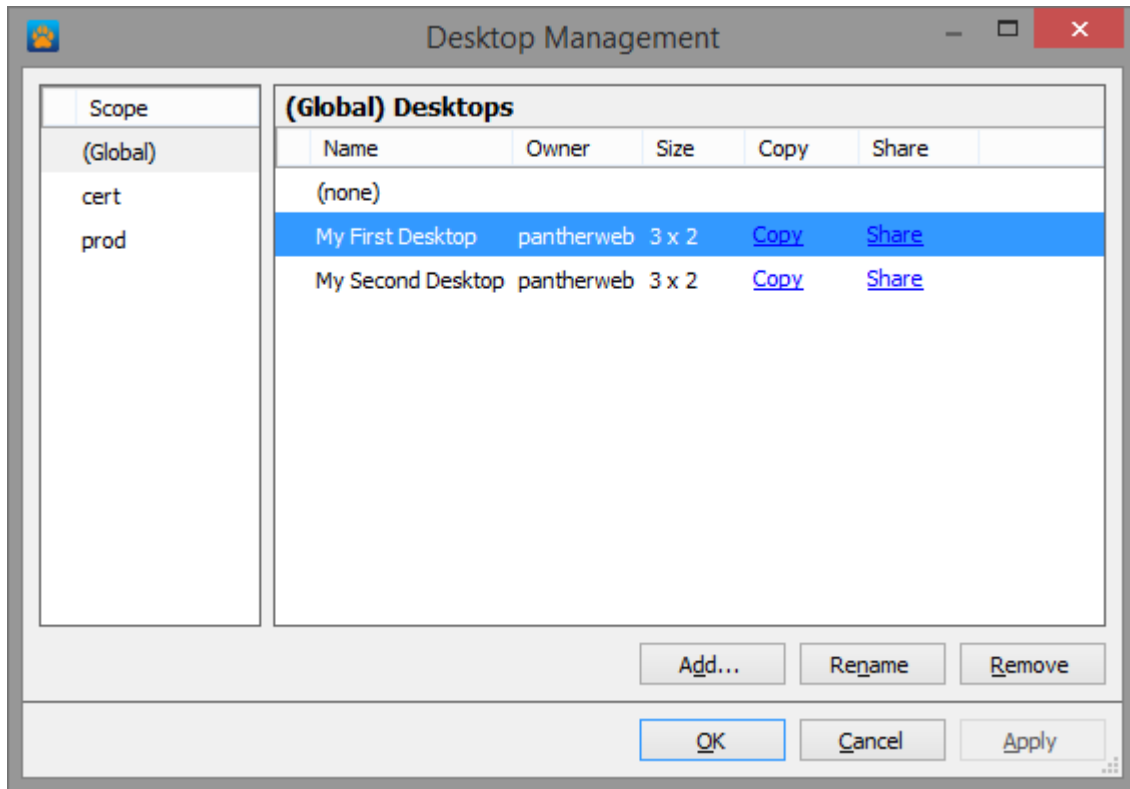 Desktop Management
Scope
(Global)
cert
prod
(Global) Desktops
Name Owner Size Copy Share
(none)
My First Desktop pantherweb 3 x 2 Copy Share
My Second Desktop pantherweb 3 x 2 Copy Share
Add... Rename Remove
OK Cancel Apply